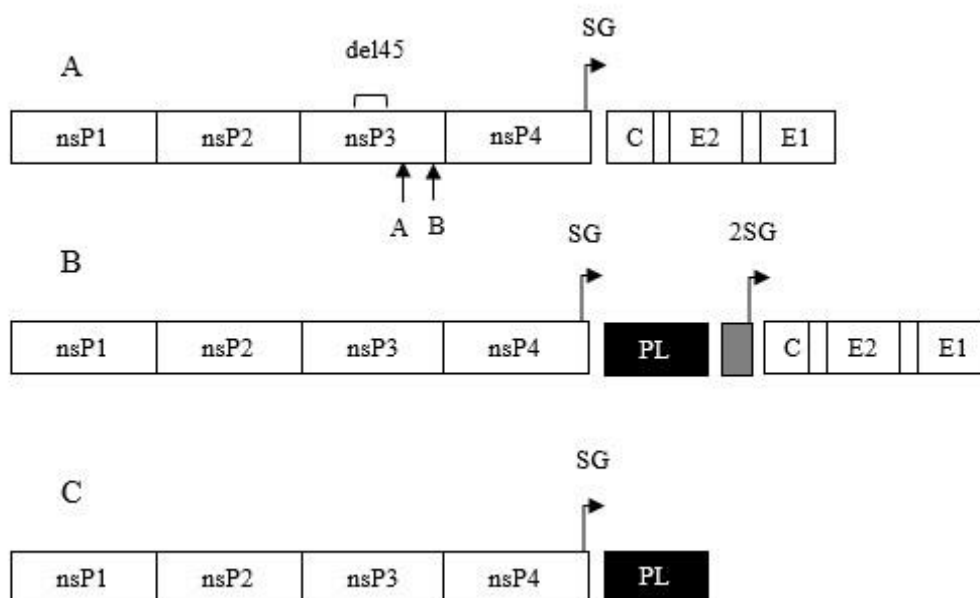 SG
del45
A
nsP1 nsP2 nsP3 nsP4 C E2 E1
A B
SG 2SG
B
nsP1 nsP2 nsP3 nsP4 PL C E2 E1
SG
C
nsP1 nsP2 nsP3 nsP4 PL